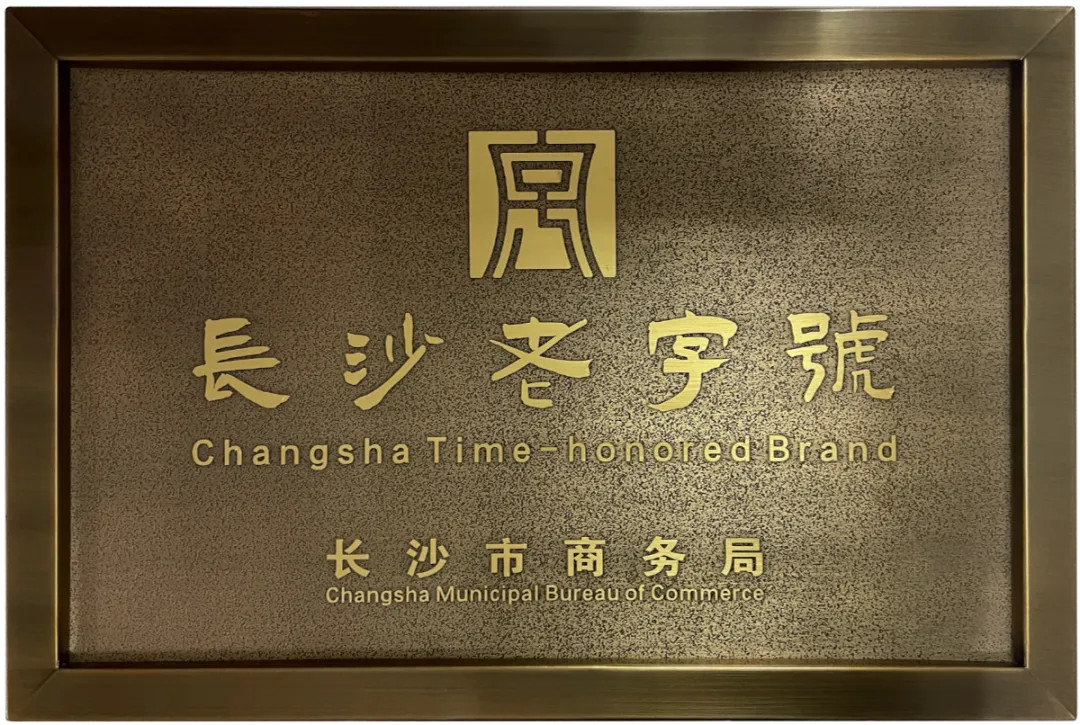 長沙老字號
Changsha Time-honored Brand
长沙市商务局
Changsha Municipal Bureau of Commerce